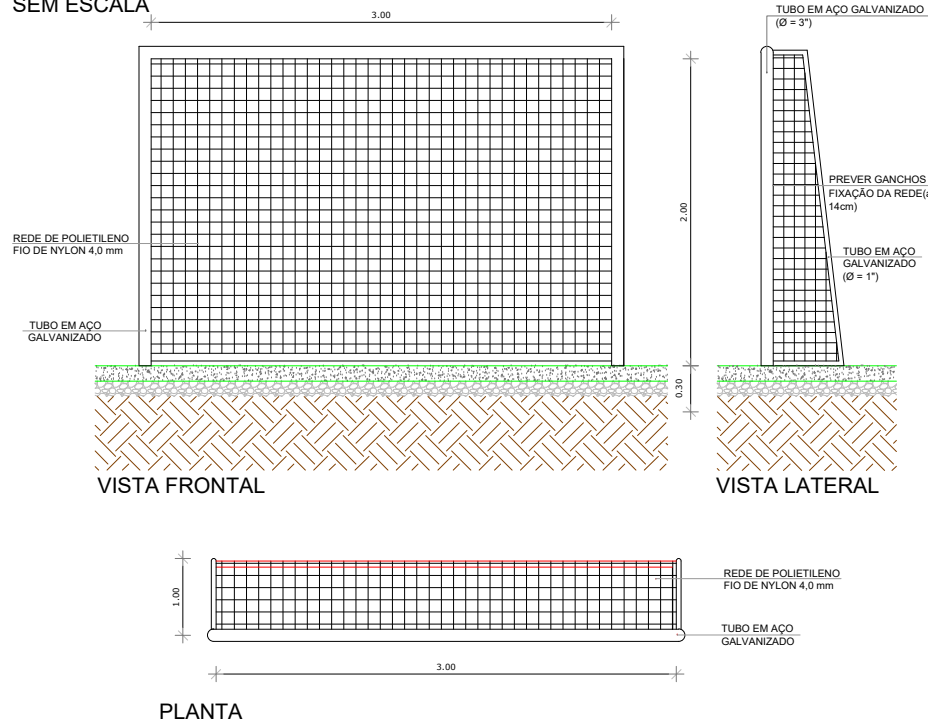 SEM ESCALA
3.00
TUBO EM AÇO GALVANIZADO
(Ø = 3")
2.00
PREVER GANCHOS
FIXAÇÃO DA REDE(
14cm)
REDE DE POLIETILENO
FIO DE NYLON 4,0 mm
TUBO EM AÇO
GALVANIZADO
(Ø = 1")
TUBO EM AÇO
GALVANIZADO
0.30
VISTA FRONTAL
VISTA LATERAL
1.00
REDE DE POLIETILENO
FIO DE NYLON 4,0 mm
TUBO EM AÇO
GALVANIZADO
3.00
PLANTA